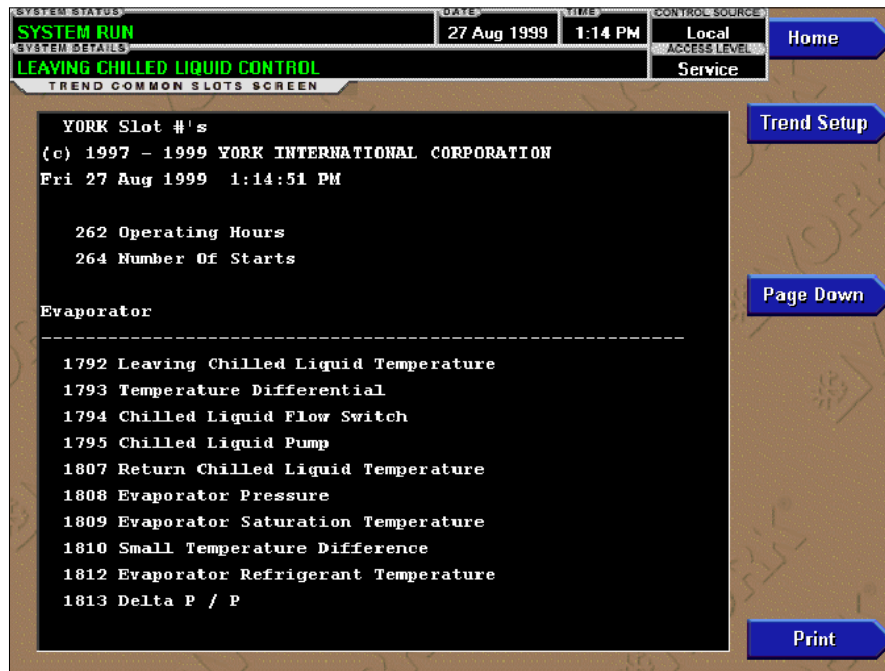 SYSTEM STATUS
SYSTEM RUN
DATE
27 Aug 1999
TIME
1:14 PM
CONTROL SOURCE
Local
Home
SYSTEM DETAILS
LEAVING CHILLED LIQUID CONTROL
ACCESS LEVEL
Service
TREND COMMON SLOTS SCREEN
Trend Setup
YORK Slot #'s
(c) 1997 - 1999 YORK INTERNATIONAL CORPORATION
Fri 27 Aug 1999 1:14:51 PM
262 Operating Hours
264 Number Of Starts
Page Down
Evaporator
------------------------------------------------------------
1792 Leaving Chilled Liquid Temperature
1793 Temperature Differential
1794 Chilled Liquid Flow Switch
1795 Chilled Liquid Pump
1807 Return Chilled Liquid Temperature
1808 Evaporator Pressure
1809 Evaporator Saturation Temperature
1810 Small Temperature Difference
1812 Evaporator Refrigerant Temperature
1813 Delta P / P
Print
YORK